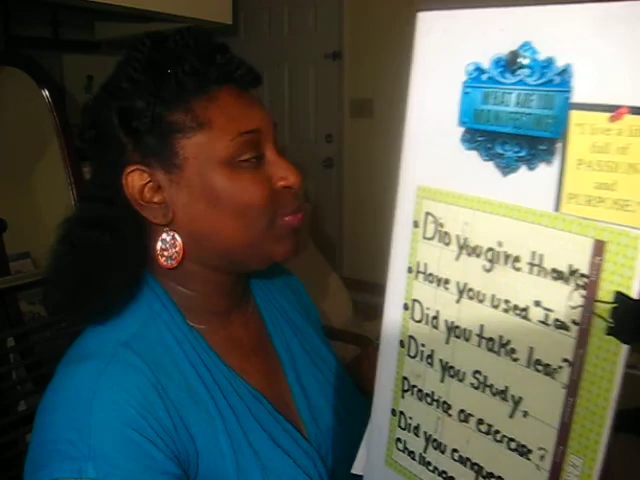 WHAT ARE YOU
MANIFESTING
"I live a life
full of
PASSION
and
PURPOSE!
• Did you give thanks
• Have you used "I am"
• Did you take
• Did you Study,
practice or exercise?
• Did you conquer
challenge